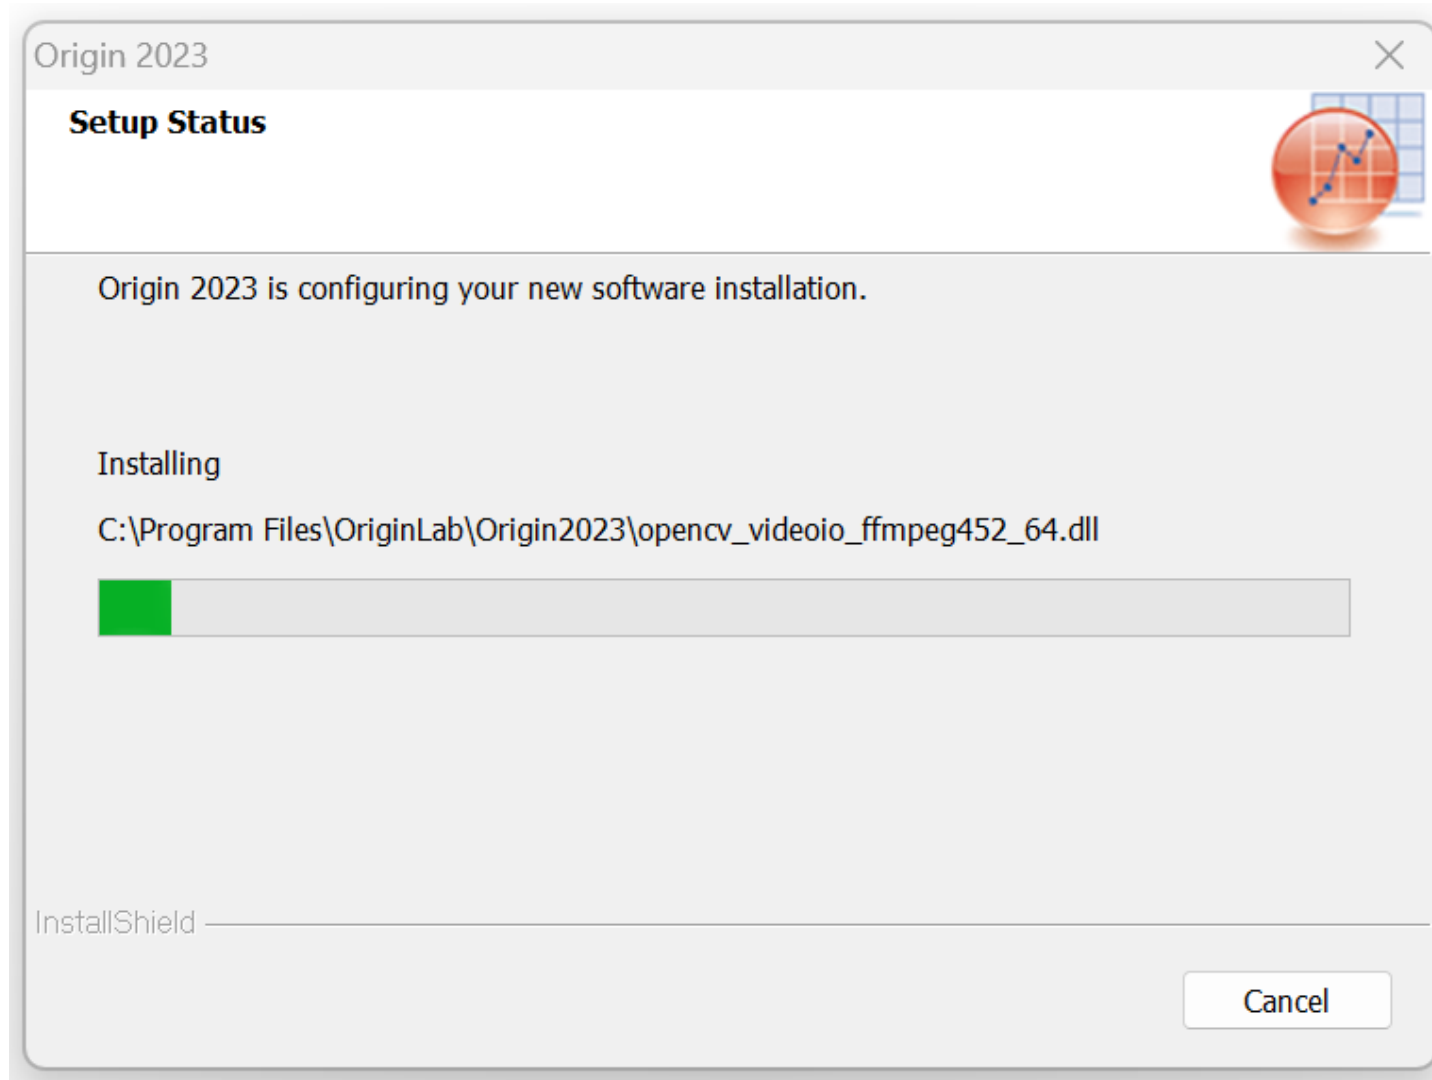 Origin 2023
Setup Status
Origin 2023 is configuring your new software installation.
Installing
C:\Program Files\OriginLab\Origin2023\opencv_videoio_ffmpeg452_64.dll
InstallShield
Cancel